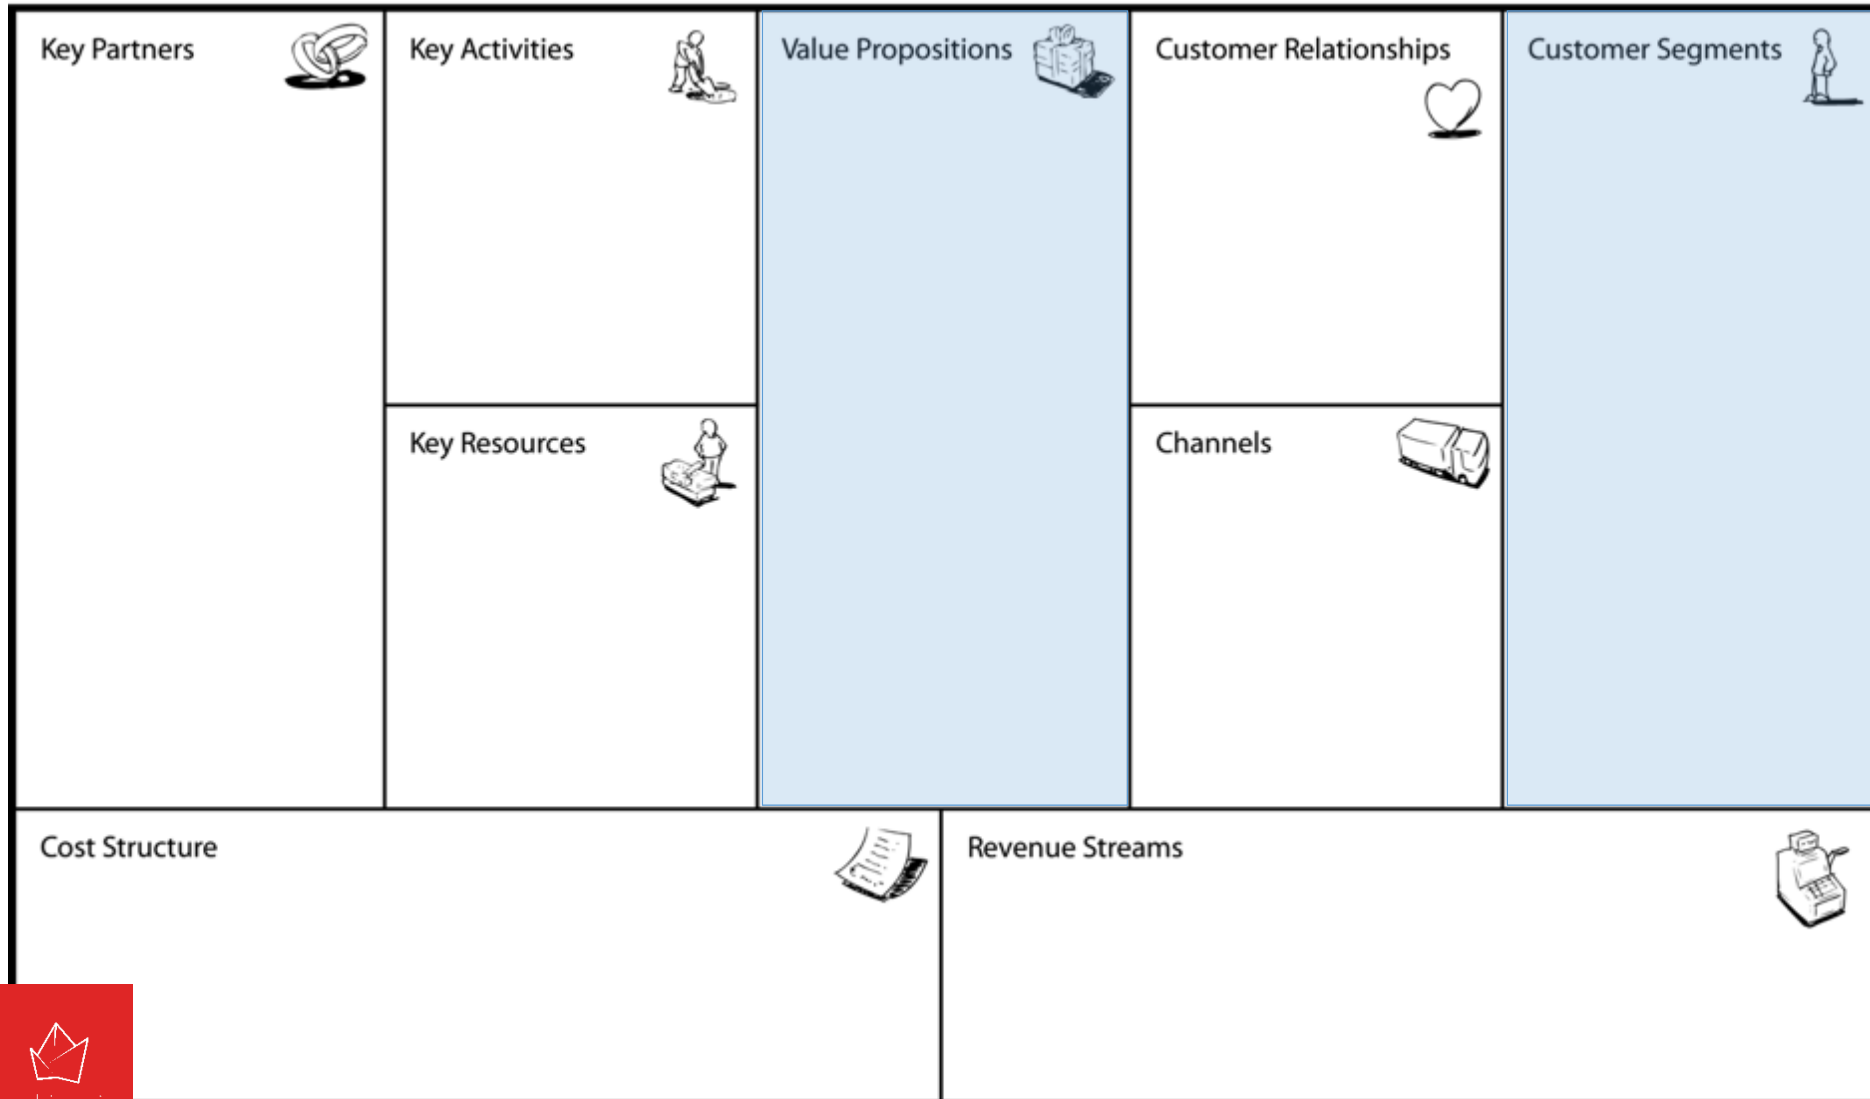 Key Partners
Key Activities
Value Propositions
Customer Relationships
Customer Segments
Key Resources
Channels
Cost Structure
Revenue Streams